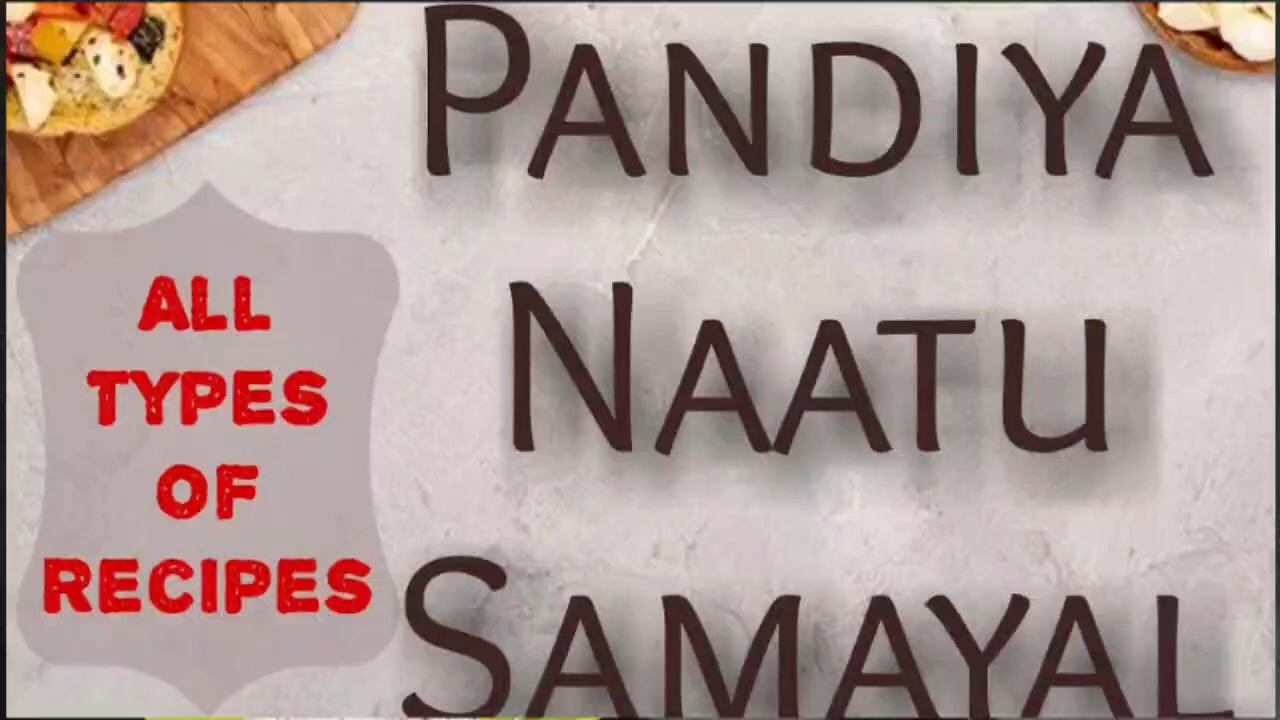 PANDIYA
NAATU
SAMAYAL
ALL
TYPES
OF
RECIPES